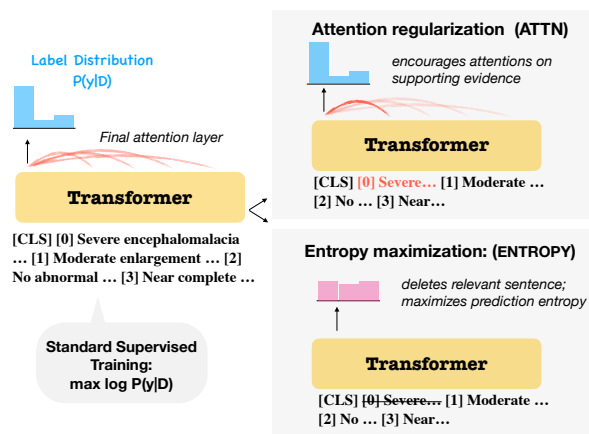 Label Distribution
P(y|D)
Final attention layer
Transformer
[CLS] [0] Severe encephalomalacia
… [1] Moderate enlargement … [2]
No abnormal … [3] Near complete …
Standard Supervised
Training:
max log P(y|D)
Attention regularization (ATTN)
encourages attentions on
supporting evidence
Transformer
[CLS] [0] Severe… [1] Moderate …
[2] No … [3] Near…
Entropy maximization: (ENTROPY)
deletes relevant sentence;
maximizes prediction entropy
Transformer
[CLS] [0] Severe… [1] Moderate …
[2] No … [3] Near…